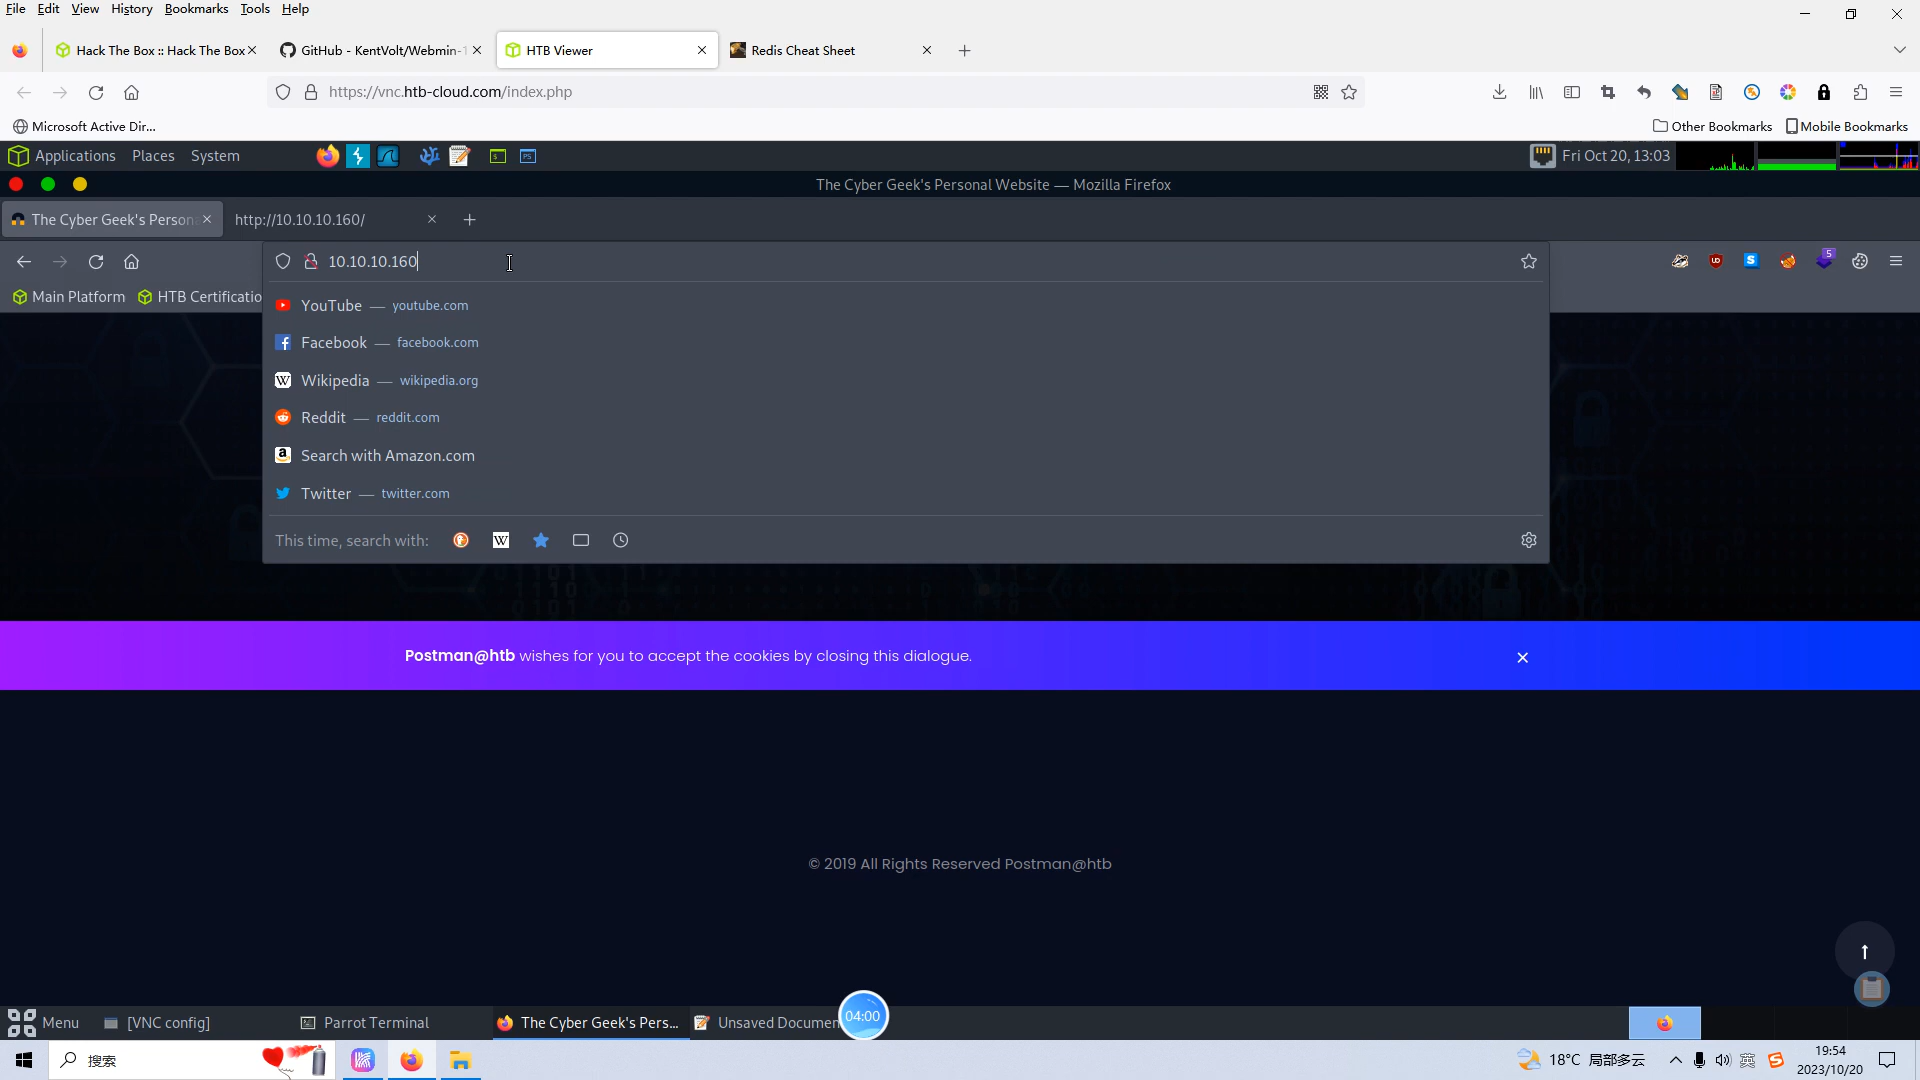 File Edit View History Bookmarks Tools Help
Hack The Box :: Hack The Box
GitHub - KentVolt/Webmin-
HTB Viewer
Redis Cheat Sheet
https://vnc.htb-cloud.com/index.php
Microsoft Active Dir...
Other Bookmarks
Mobile Bookmarks
Applications Places System
Fri Oct 20, 13:03
The Cyber Geek's Personal Website — Mozilla Firefox
The Cyber Geek's Person
http://10.10.10.160/
10.10.10.160
5
Main Platform
HTB Certificatio
YouTube — youtube.com
Facebook — facebook.com
Wikipedia — wikipedia.org
Reddit — reddit.com
Search with Amazon.com
Twitter — twitter.com
This time, search with:
Postman@htb wishes for you to accept the cookies by closing this dialogue.
© 2019 All Rights Reserved Postman@htb
Menu
[VNC config]
Parrot Terminal
The Cyber Geek's Pers...
Unsaved Documen
04:00
搜索
18°C 局部多云
英
19:54
2023/10/20